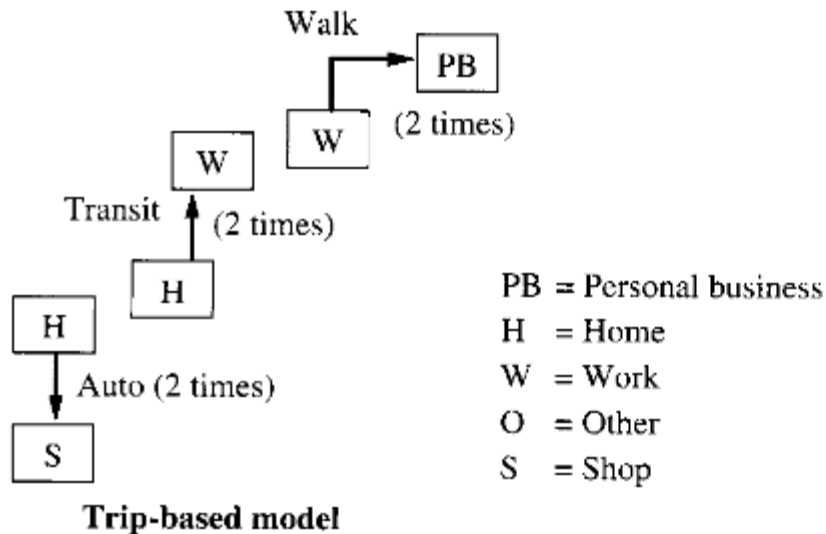 Walk
PB
W
(2 times)
W
Transit
(2 times)
H
H
Auto (2 times)
S
Trip-based model
PB = Personal business
H = Home
W = Work
O = Other
S = Shop